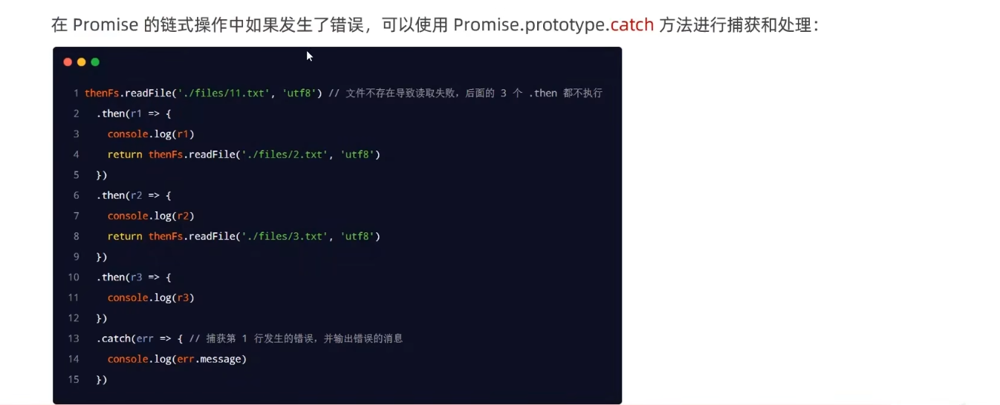 在 Promise 的链式操作中如果发生了错误，可以使用 Promise.prototype.catch 方法进行捕获和处理：
1 thenFs.readFile('./files/11.txt', 'utf8') // 文件不存在导致读取失败，后面的 3 个 .then 都不执行
2 .then(r1 => {
3 console.log(r1)
4 return thenFs.readFile('./files/2.txt', 'utf8')
5 })
6 .then(r2 => {
7 console.log(r2)
8 return thenFs.readFile('./files/3.txt', 'utf8')
9 })
10 .then(r3 => {
11 console.log(r3)
12 })
13 .catch(err => { // 捕获第 1 行发生的错误，并输出错误的消息
14 console.log(err.message)
15 })